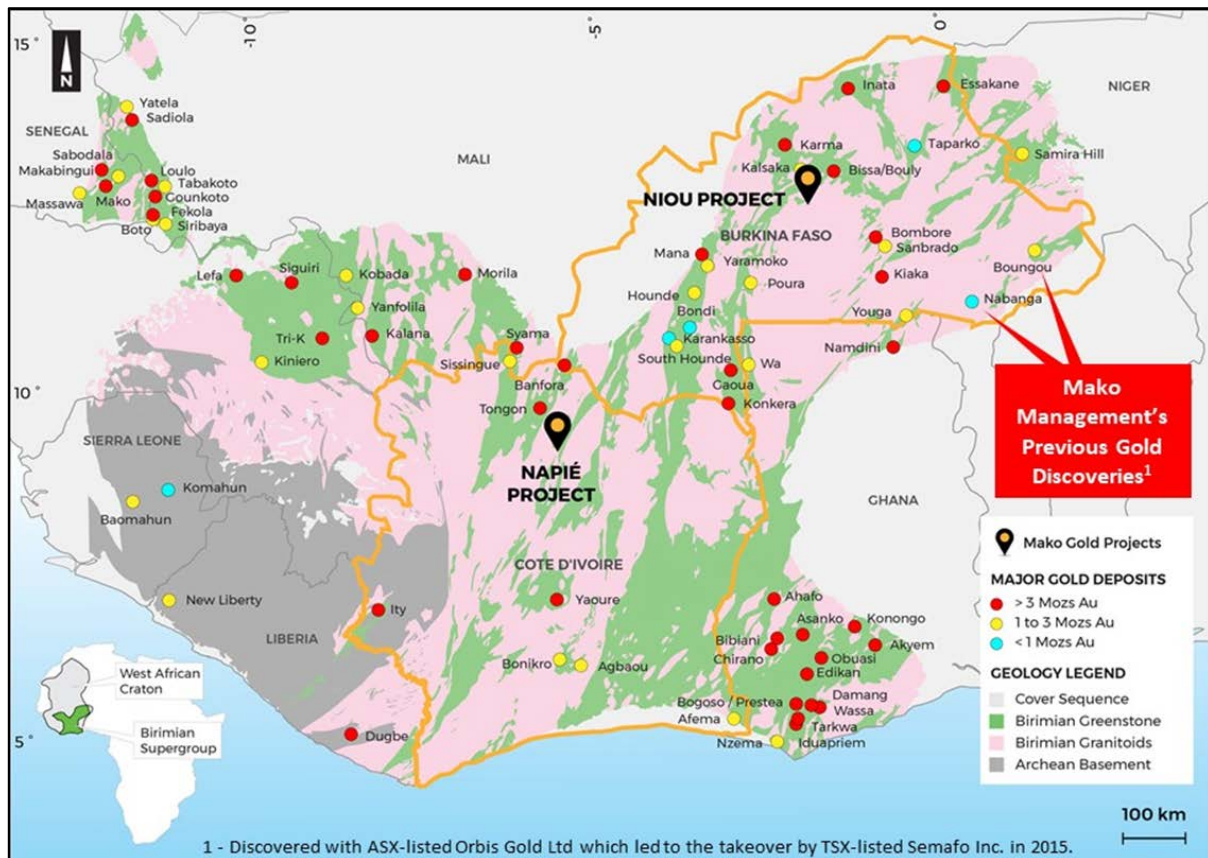 -10
-5
0
15°
10
5
N
SENEGAL
Yatela
Sadiola
Sabodala
Makabingui
Massawa
Mako
Loulo
Tabakoto
Gounkoto
Fekola
Boto
Siribaya
MALI
NIGER
Inata
Essakane
Karma
Kalsaka
Taparko
Samira Hill
Bissa/Bouly
NIOU PROJECT
BURKINA FASO
Bombore
Sanbrado
Kiaka
Boungou
Mana
Yaramoko
Poura
Hounde
Bondi
Nabanga
Youga
Karankasso
South Hounde
Wa
Namdini
Gaoua
Konkera
Lefa
Siguiri
Kobada
Morila
Yanfolila
Tri-K
Kalana
Kiniero
Syama
Sissingue
Banfora
Tongon
NAPIÉ
PROJECT
SIERRA LEONE
Komahun
Baomahun
New Liberty
LIBERIA
Ity
Dugbe
COTE D'IVOIRE
Yaoure
Bonikro
Agbaou
GHANA
Ahafo
Asanko
Konongo
Bibiani
Akyem
Chirano
Obuasi
Edikan
Bogoso / Prestea
Damang
Afema
Wassa
Tarkwa
Nzema
Iduapriem
Mako
Management's
Previous Gold
Discoveries¹
Mako Gold Projects
MAJOR GOLD DEPOSITS
> 3 Mozs Au
1 to 3 Mozs Au
<1 Mozs Au
GEOLOGY LEGEND
Cover Sequence
Birimian Greenstone
Birimian Granitoids
Archean Basement
West African
Craton
Birimian
Supergroup
100 km
1 - Discovered with ASX-listed Orbis Gold Ltd which led to the takeover by TSX-listed Semafo Inc. in 2015.